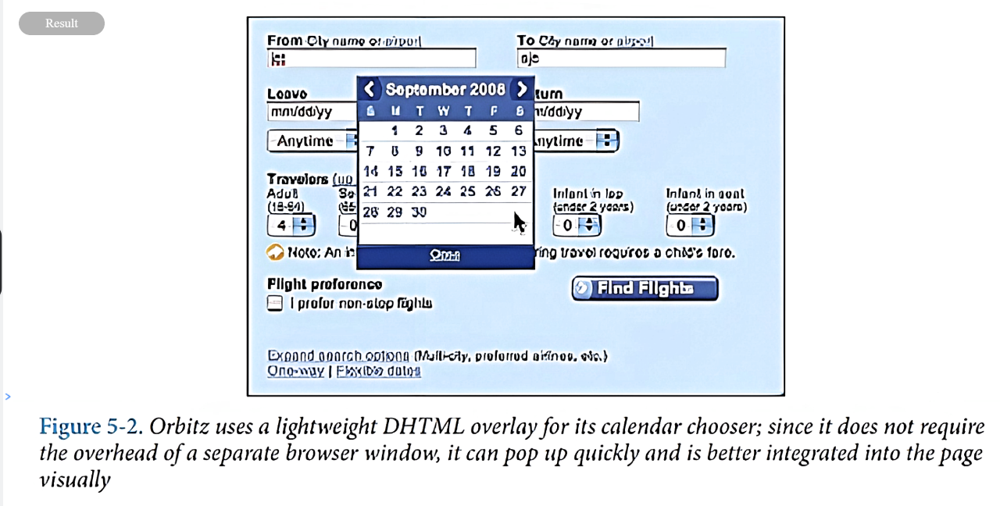 Result
From City name or airport
To City name or airport
Leave
mm/dd/yy
Anytime
September 2008
S M T W T F S
1 2 3 4 5 6
7 8 9 10 11 12 13
14 15 16 17 18 19 20
21 22 23 24 25 26 27
28 29 30
turn
/dd/yy
nytime
Travelers (up
Adult
(18-64)
4
0
Infant in lap
(under 2 years)
0
Infant in seat
(under 2 years)
0
Note: An in
ring travel requires a child's fare.
Flight preference
I prefer non-stop flights
Find Flights
Expand search options (Multi-city, preferred airlines, etc.)
One-way | Flexible dates
Figure 5-2. Orbitz uses a lightweight DHTML overlay for its calendar chooser; since it does not require
the overhead of a separate browser window, it can pop up quickly and is better integrated into the page
visually